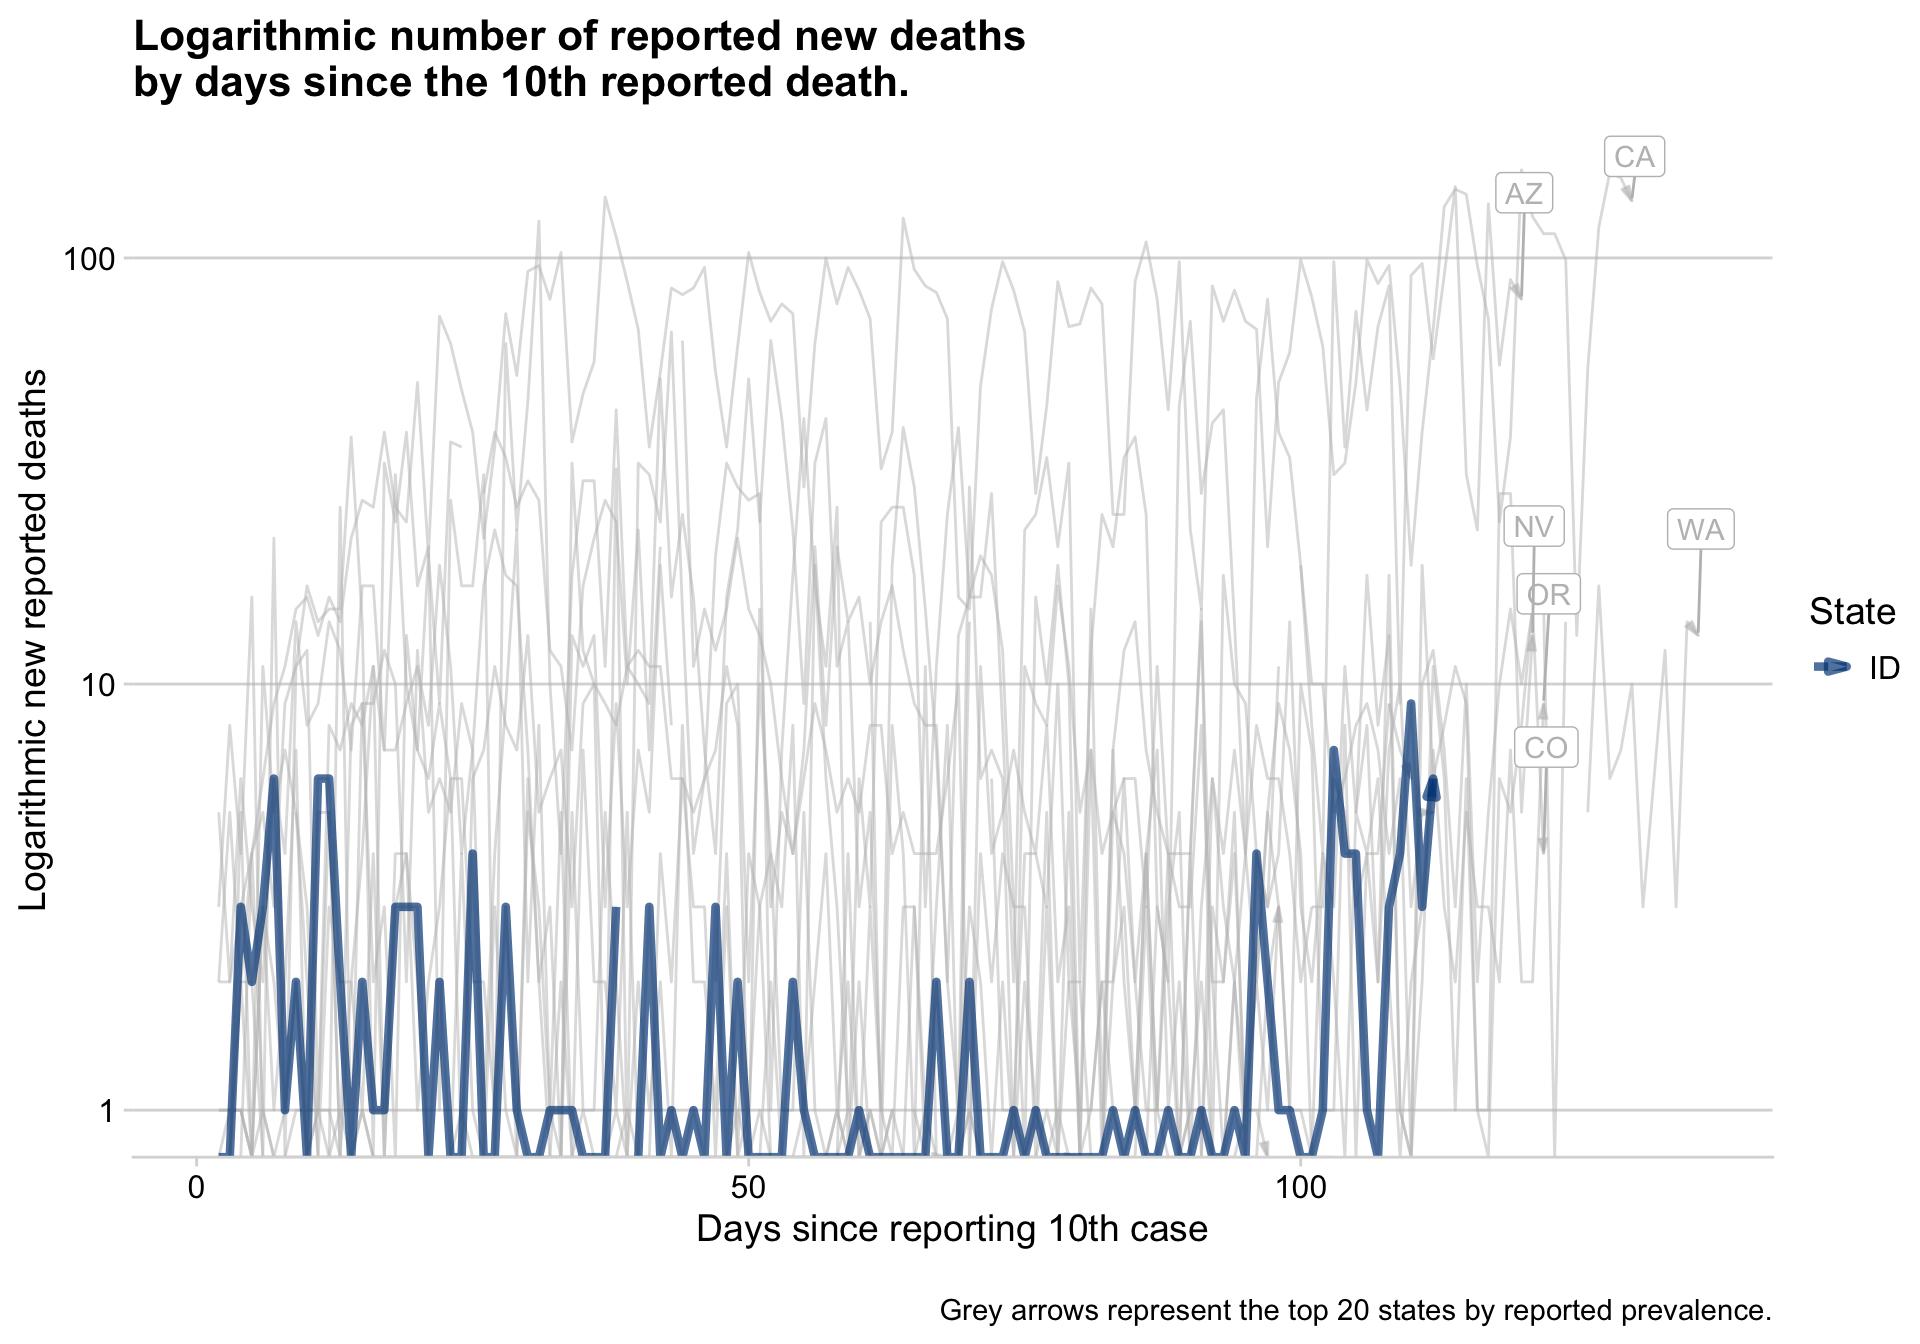 Logarithmic number of reported new deaths
by days since the 10th reported death.
CA
AZ
100
NV
WA
OR
State
ID
10
CO
Logarithmic new reported deaths
1
0
50
100
Days since reporting 10th case
Grey arrows represent the top 20 states by reported prevalence.